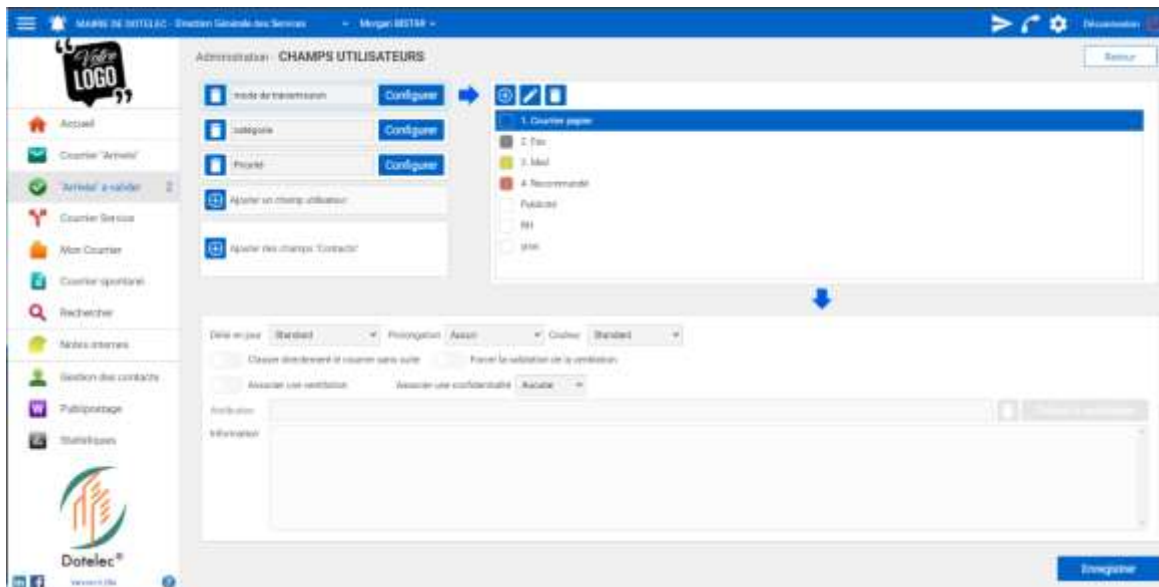 MAIRIE DE DOTELEC - Direction Générale des Services
Morgan BISTAR
Déconnexion
Votre
LOGO
Administration CHAMPS UTILISATEURS
Retour
mode de transmission
Configurer
catégorie
Configurer
Priorité
Configurer
Ajouter un champ utilisateur
Ajouter des champs 'Contacts'
1. Courrier papier
2. Fax
3. Mail
4. Recommandé
Publicité
RH
Accueil
Courrier 'Arrivée'
'Arrivée' à valider 2
Courrier Service
Mon Courrier
Courrier spontané
Rechercher
Notes internes
Gestion des contacts
Publipostage
Statistiques
Délai en jour Standard
Prolongation Aucun
Couleur Standard
Classer directement le courrier sans suite
Forcer la validation de la ventilation
Associer une ventilation
Associer une confidentialité Aucune
Attribution
Information
Dotelec®
Enregistrer